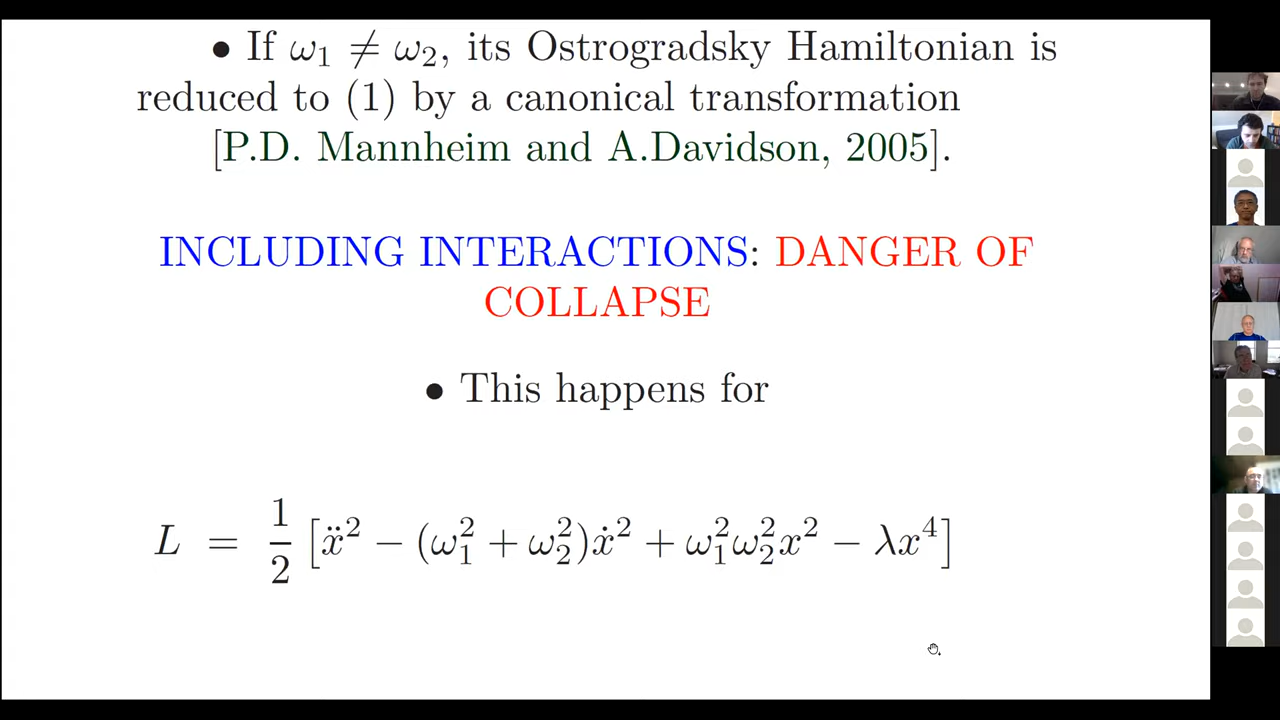 • If ω₁ ≠ ω₂, its Ostrogradsky Hamiltonian is
reduced to (1) by a canonical transformation
[P.D. Mannheim and A.Davidson, 2005].
INCLUDING INTERACTIONS: DANGER OF
COLLAPSE
• This happens for
L = 1/2 [ẍ² − (ω₁² + ω₂²)ẋ² + ω₁²ω₂²x² − λx⁴]